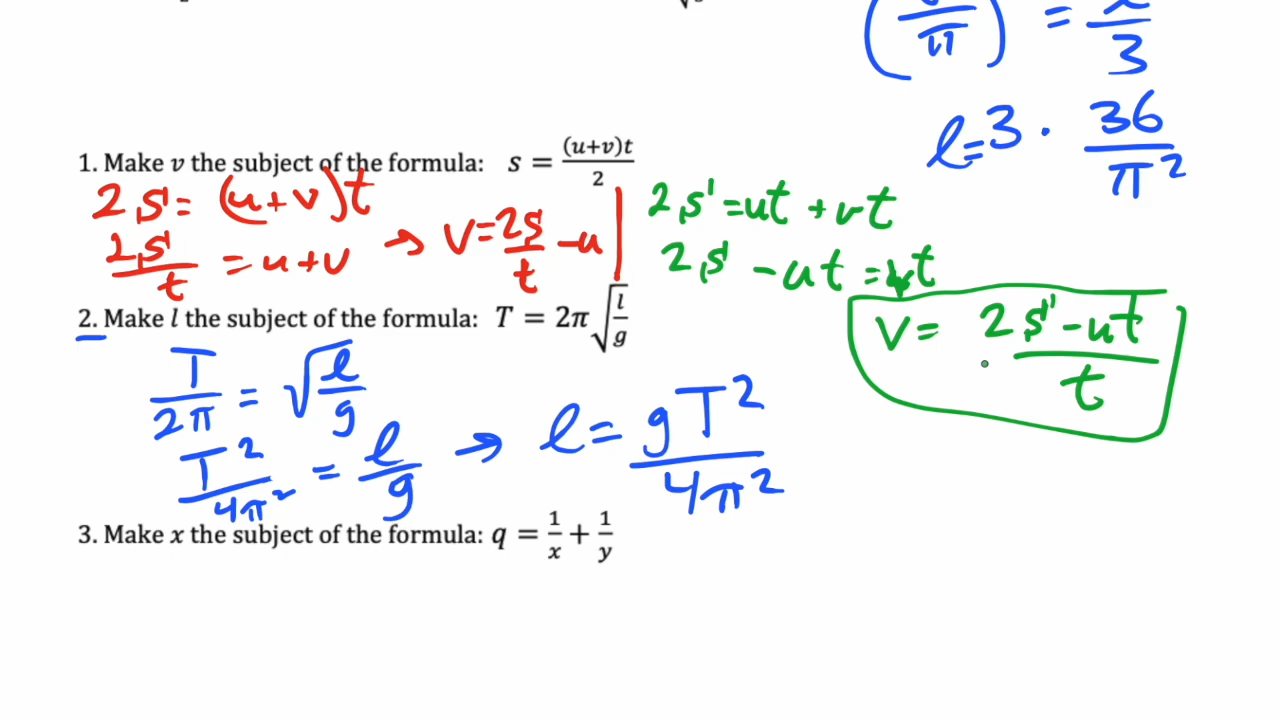 = 3
l = 3 · 36/π²
1. Make v the subject of the formula: s = (u+v)t/2
2s = (u+v)t
2s/t = u+v → v = 2s/t - u
2s = ut + vt
2s - ut = vt
v = 2s - ut/t
2. Make l the subject of the formula: T = 2π√l/g
T/2π = √l/g
T²/4π² = l/g → l = gT²/4π²
3. Make x the subject of the formula: q = 1/x + 1/y